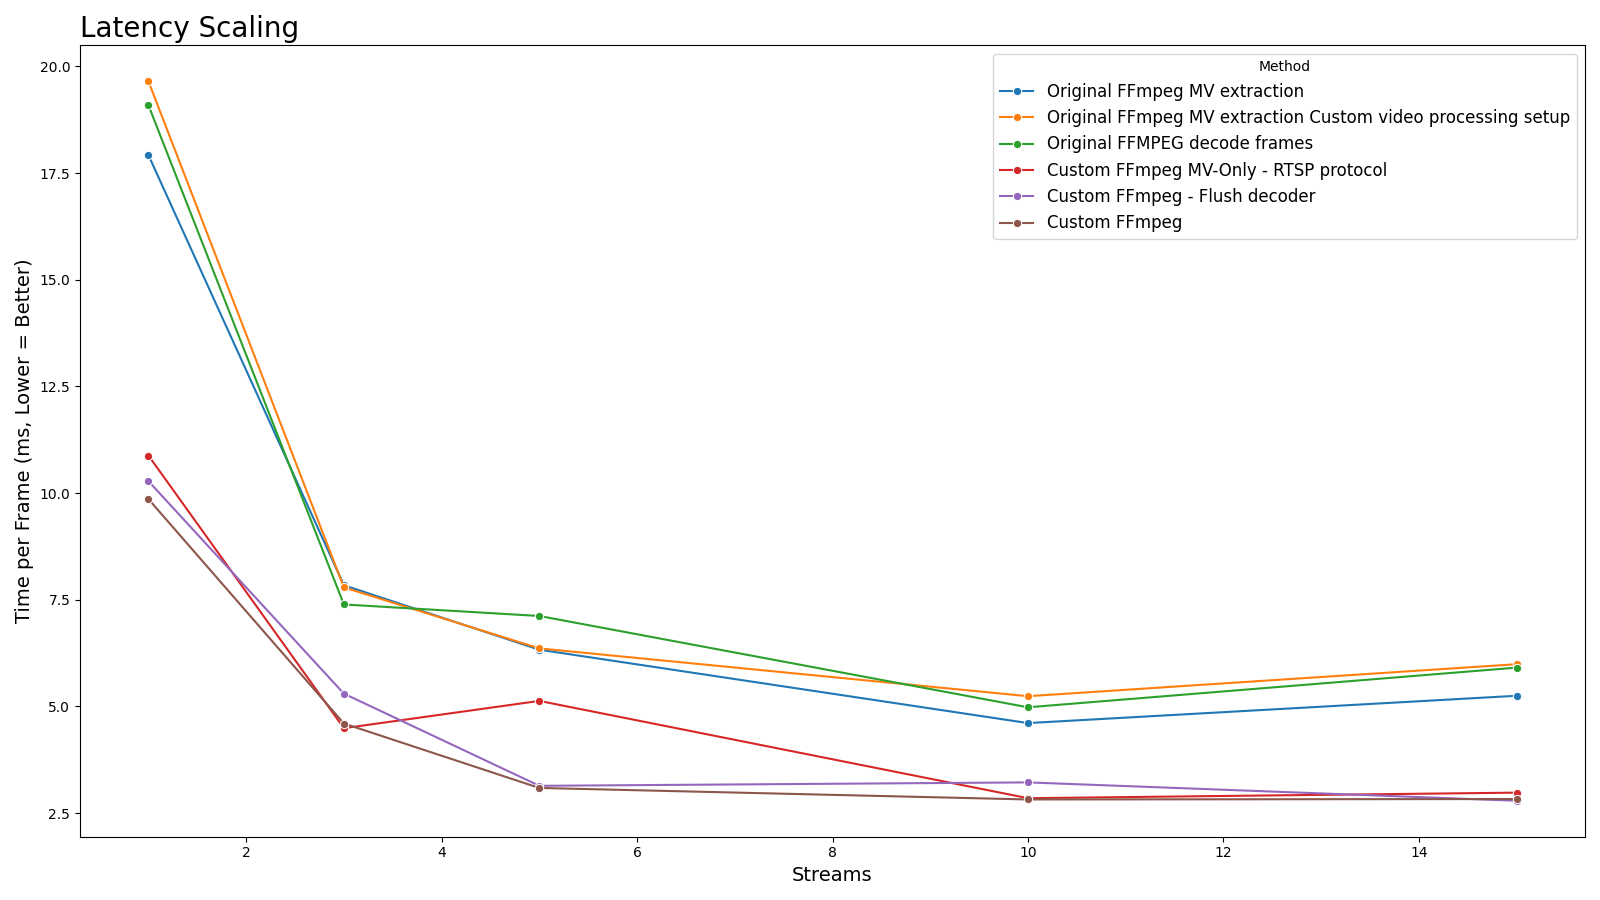 Latency Scaling
Method
Original FFmpeg MV extraction
Original FFmpeg MV extraction Custom video processing setup
Original FFMPEG decode frames
Custom FFmpeg MV-Only - RTSP protocol
Custom FFmpeg - Flush decoder
Custom FFmpeg
Time per Frame (ms, Lower = Better)
20.0
17.5
15.0
12.5
10.0
7.5
5.0
2.5
2
4
6
8
10
12
14
Streams